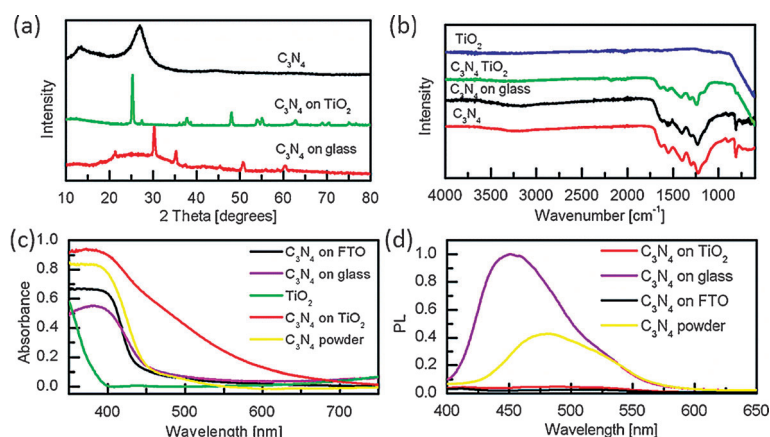 (a)
Intensity
C₃N₄
C₃N₄ on TiO₂
C₃N₄ on glass
10 20 30 40 50 60 70 80
2 Theta [degrees]
(b)
Intensity
TiO₂
C₃N₄ TiO₂
C₃N₄ on glass
C₃N₄
4000 3500 3000 2500 2000 1500 1000
Wavenumber [cm⁻¹]
(c)
Absorbance
1.0
0.8
0.6
0.4
0.2
0.0
C₃N₄ on FTO
C₃N₄ on glass
TiO₂
C₃N₄ on TiO₂
C₃N₄ powder
400 500 600 700
Wavelength [nm]
(d)
PL
1.0
0.8
0.6
0.4
0.2
0.0
C₃N₄ on TiO₂
C₃N₄ on glass
C₃N₄ on FTO
C₃N₄ powder
400 450 500 550 600 650
Wavelength [nm]